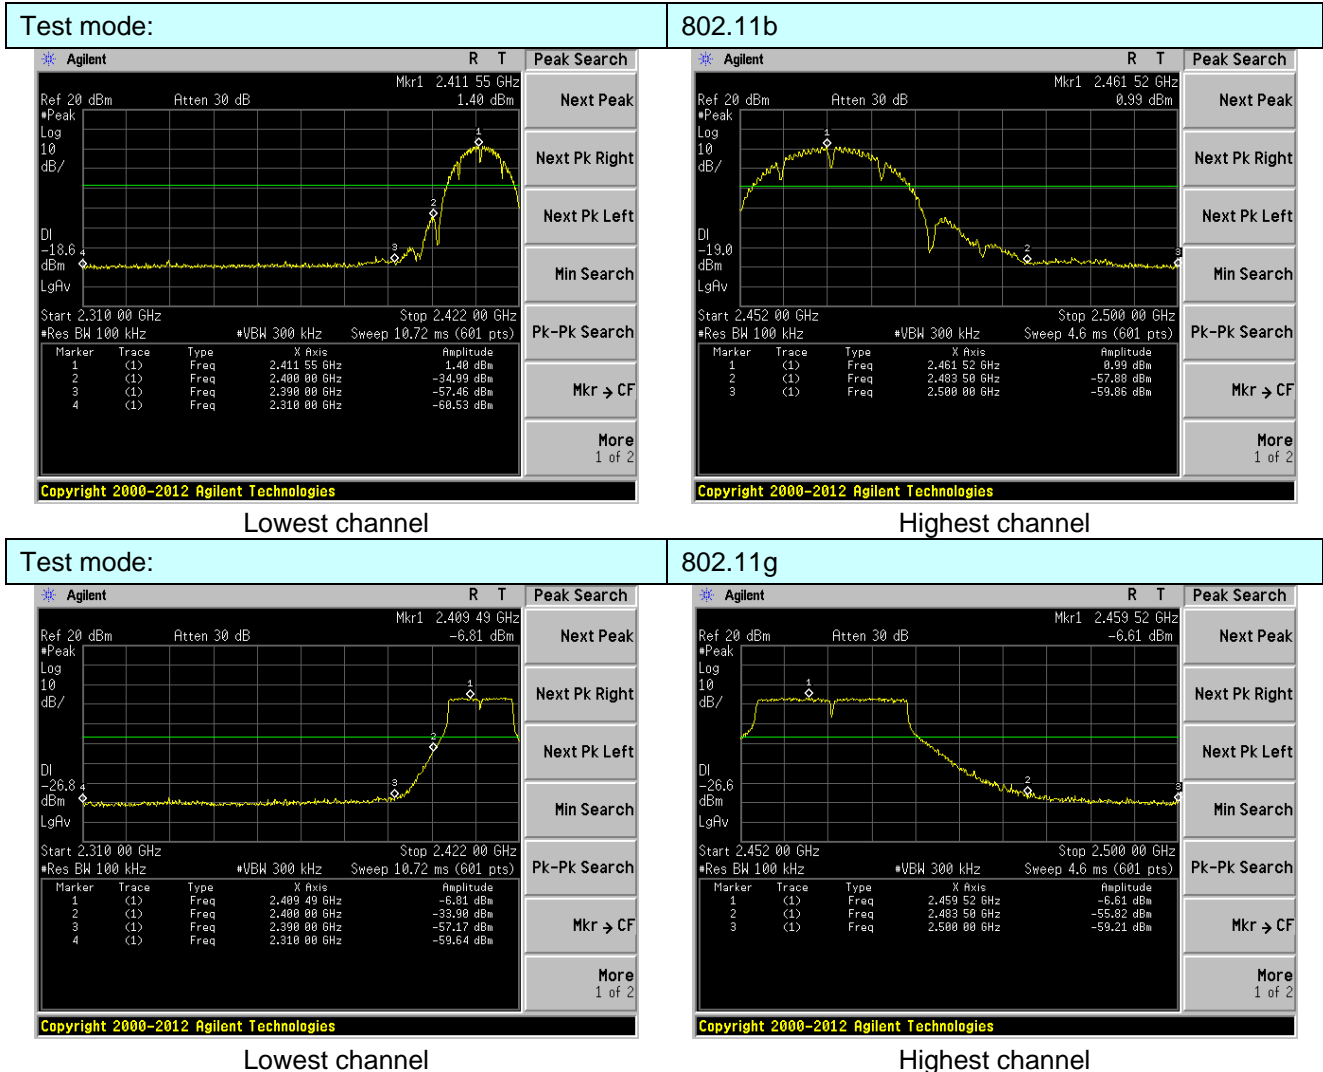 Test mode: 802.11b
Agilent R T Peak Search
Mkr1 2.411 55 GHz
Ref 20 dBm Atten 30 dB 1.40 dBm
#Peak
Log
10
dB/
1
2
3
4
DI
-18.6
dBm
LgAv
Start 2.310 00 GHz Stop 2.422 00 GHz
#Res BW 100 kHz #VBW 300 kHz Sweep 10.72 ms (601 pts)
Marker Trace Type X Axis Amplitude
1 (1) Freq 2.411 55 GHz 1.40 dBm
2 (1) Freq 2.400 00 GHz -34.99 dBm
3 (1) Freq 2.390 00 GHz -57.46 dBm
4 (1) Freq 2.310 00 GHz -60.53 dBm
Copyright 2000-2012 Agilent Technologies
Next Peak
Next Pk Right
Next Pk Left
Min Search
Pk-Pk Search
Mkr → CF
More
1 of 2
Lowest channel
Agilent R T Peak Search
Mkr1 2.461 52 GHz
Ref 20 dBm Atten 30 dB 0.99 dBm
#Peak
Log
10
dB/
1
2
3
DI
-19.0
dBm
LgAv
Start 2.452 00 GHz Stop 2.500 00 GHz
#Res BW 100 kHz #VBW 300 kHz Sweep 4.6 ms (601 pts)
Marker Trace Type X Axis Amplitude
1 (1) Freq 2.461 52 GHz 0.99 dBm
2 (1) Freq 2.483 50 GHz -57.88 dBm
3 (1) Freq 2.500 00 GHz -59.86 dBm
Copyright 2000-2012 Agilent Technologies
Next Peak
Next Pk Right
Next Pk Left
Min Search
Pk-Pk Search
Mkr → CF
More
1 of 2
Highest channel
Test mode: 802.11g
Agilent R T Peak Search
Mkr1 2.409 49 GHz
Ref 20 dBm Atten 30 dB -6.81 dBm
#Peak
Log
10
dB/
1
2
3
4
DI
-26.8
dBm
LgAv
Start 2.310 00 GHz Stop 2.422 00 GHz
#Res BW 100 kHz #VBW 300 kHz Sweep 10.72 ms (601 pts)
Marker Trace Type X Axis Amplitude
1 (1) Freq 2.409 49 GHz -6.81 dBm
2 (1) Freq 2.400 00 GHz -33.90 dBm
3 (1) Freq 2.390 00 GHz -57.17 dBm
4 (1) Freq 2.310 00 GHz -59.64 dBm
Copyright 2000-2012 Agilent Technologies
Next Peak
Next Pk Right
Next Pk Left
Min Search
Pk-Pk Search
Mkr → CF
More
1 of 2
Lowest channel
Agilent R T Peak Search
Mkr1 2.459 52 GHz
Ref 20 dBm Atten 30 dB -6.61 dBm
#Peak
Log
10
dB/
1
2
3
DI
-26.6
dBm
LgAv
Start 2.452 00 GHz Stop 2.500 00 GHz
#Res BW 100 kHz #VBW 300 kHz Sweep 4.6 ms (601 pts)
Marker Trace Type X Axis Amplitude
1 (1) Freq 2.459 52 GHz -6.61 dBm
2 (1) Freq 2.483 50 GHz -55.82 dBm
3 (1) Freq 2.500 00 GHz -59.21 dBm
Copyright 2000-2012 Agilent Technologies
Next Peak
Next Pk Right
Next Pk Left
Min Search
Pk-Pk Search
Mkr → CF
More
1 of 2
Highest channel